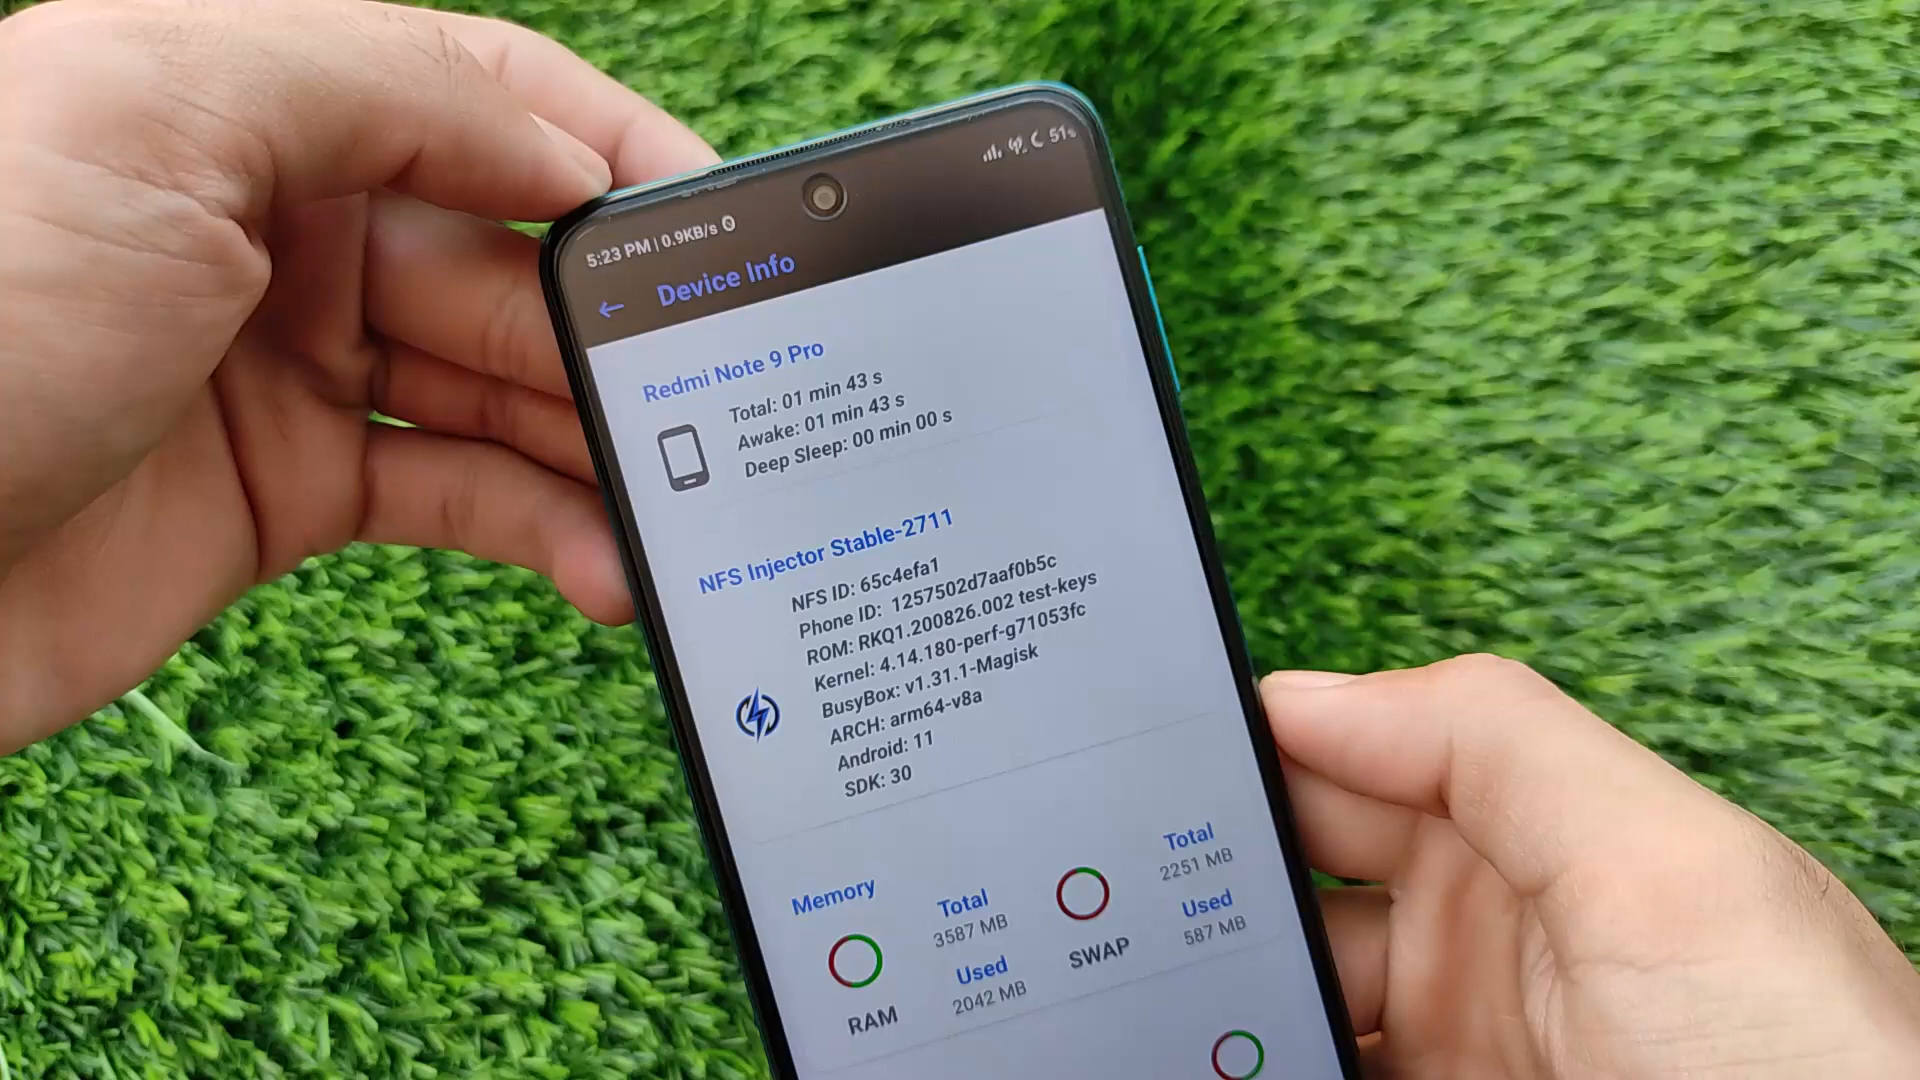 5:23 PM | 0.9KB/s
51%
Device Info
Redmi Note 9 Pro
Total: 01 min 43 s
Awake: 01 min 43 s
Deep Sleep: 00 min 00 s
NFS Injector Stable-2711
NFS ID: 65c4efa1
Phone ID: 1257502d7aaf0b5c
ROM: RKQ1.200826.002 test-keys
Kernel: 4.14.180-perf-g71053fc
BusyBox: v1.31.1-Magisk
ARCH: arm64-v8a
Android: 11
SDK: 30
Memory
RAM
Total
3587 MB
Used
2042 MB
SWAP
Total
2251 MB
Used
587 MB